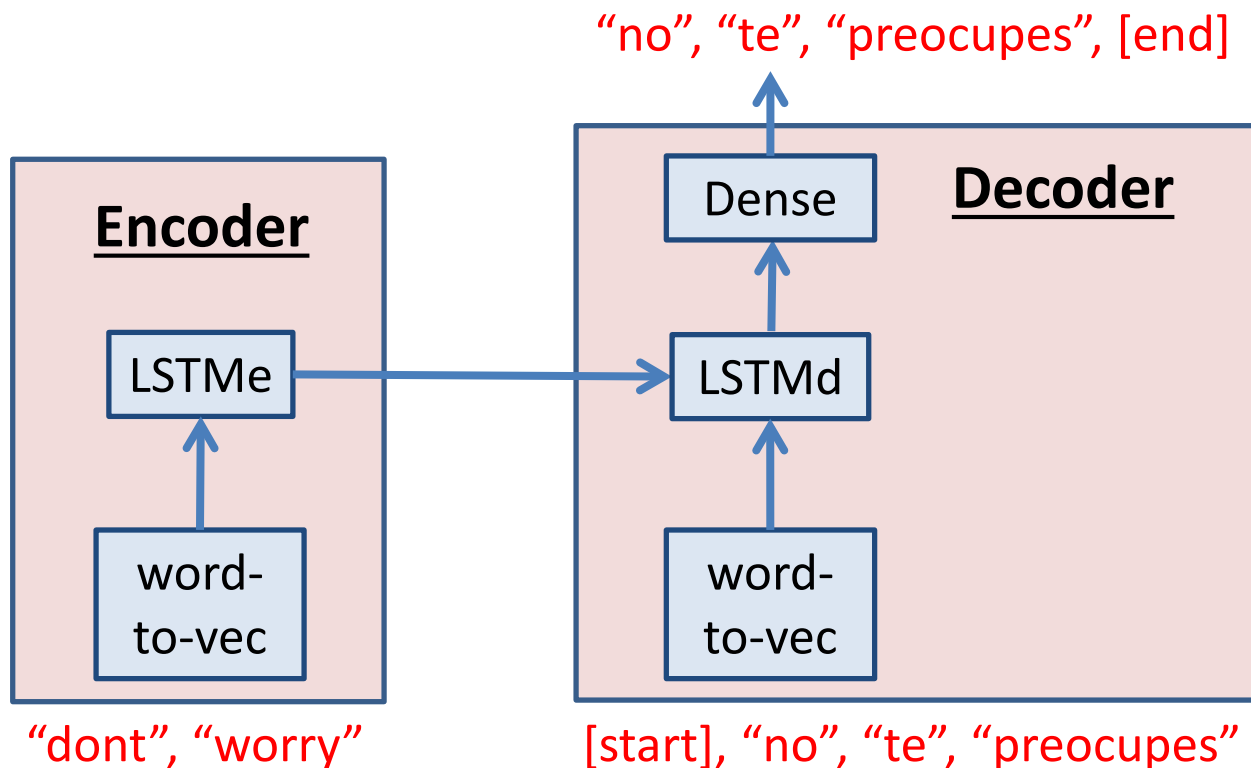 “no”, “te”, “preocupes”, [end]
Encoder
LSTMe
word-
to-vec
“dont”, “worry”
Decoder
Dense
LSTMd
word-
to-vec
[start], “no”, “te”, “preocupes”